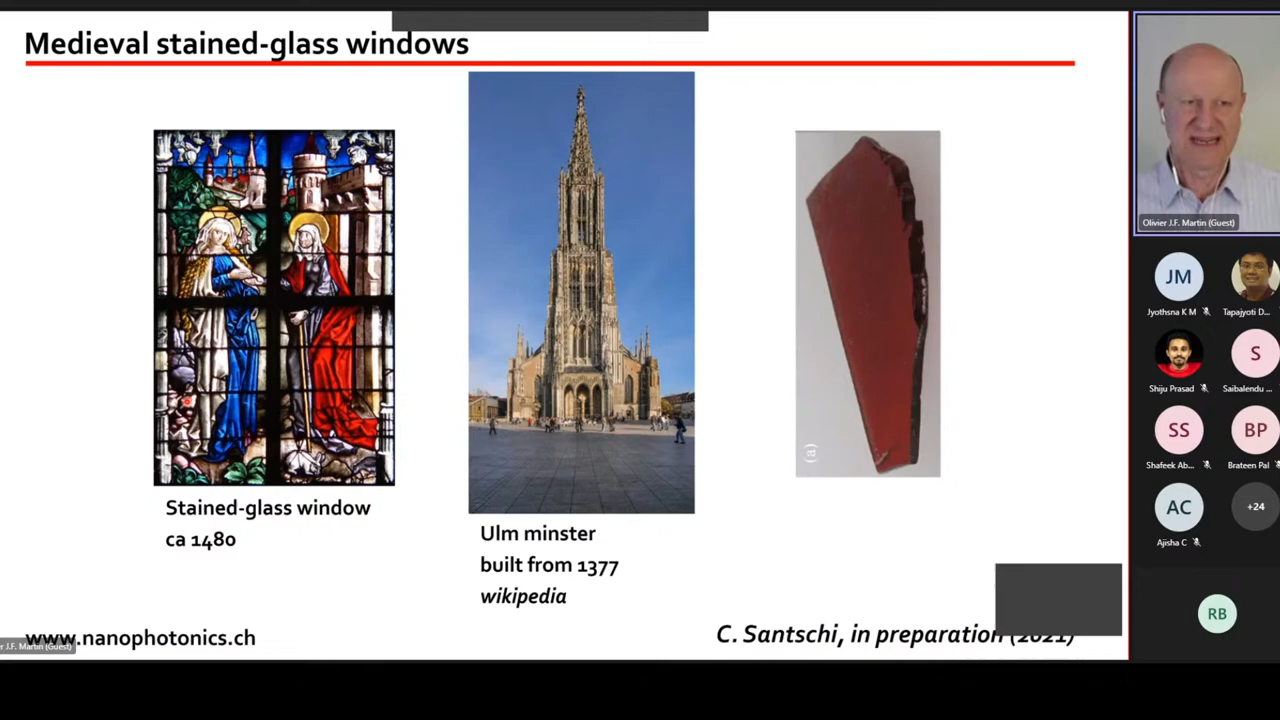 Medieval stained-glass windows
Stained-glass window
ca 1480
Ulm minster
built from 1377
wikipedia
(a)
www.nanophotonics.ch
C. Santschi, in preparation (2021)
r J.F. Martin (Guest)
Olivier J.F. Martin (Guest)
JM
Jyothsna K M
Tapajyoti D...
Shiju Prasad
S
Saibalendu ...
SS
Shafeek Ab...
BP
Brateen Pal
AC
Ajisha C
+24
RB